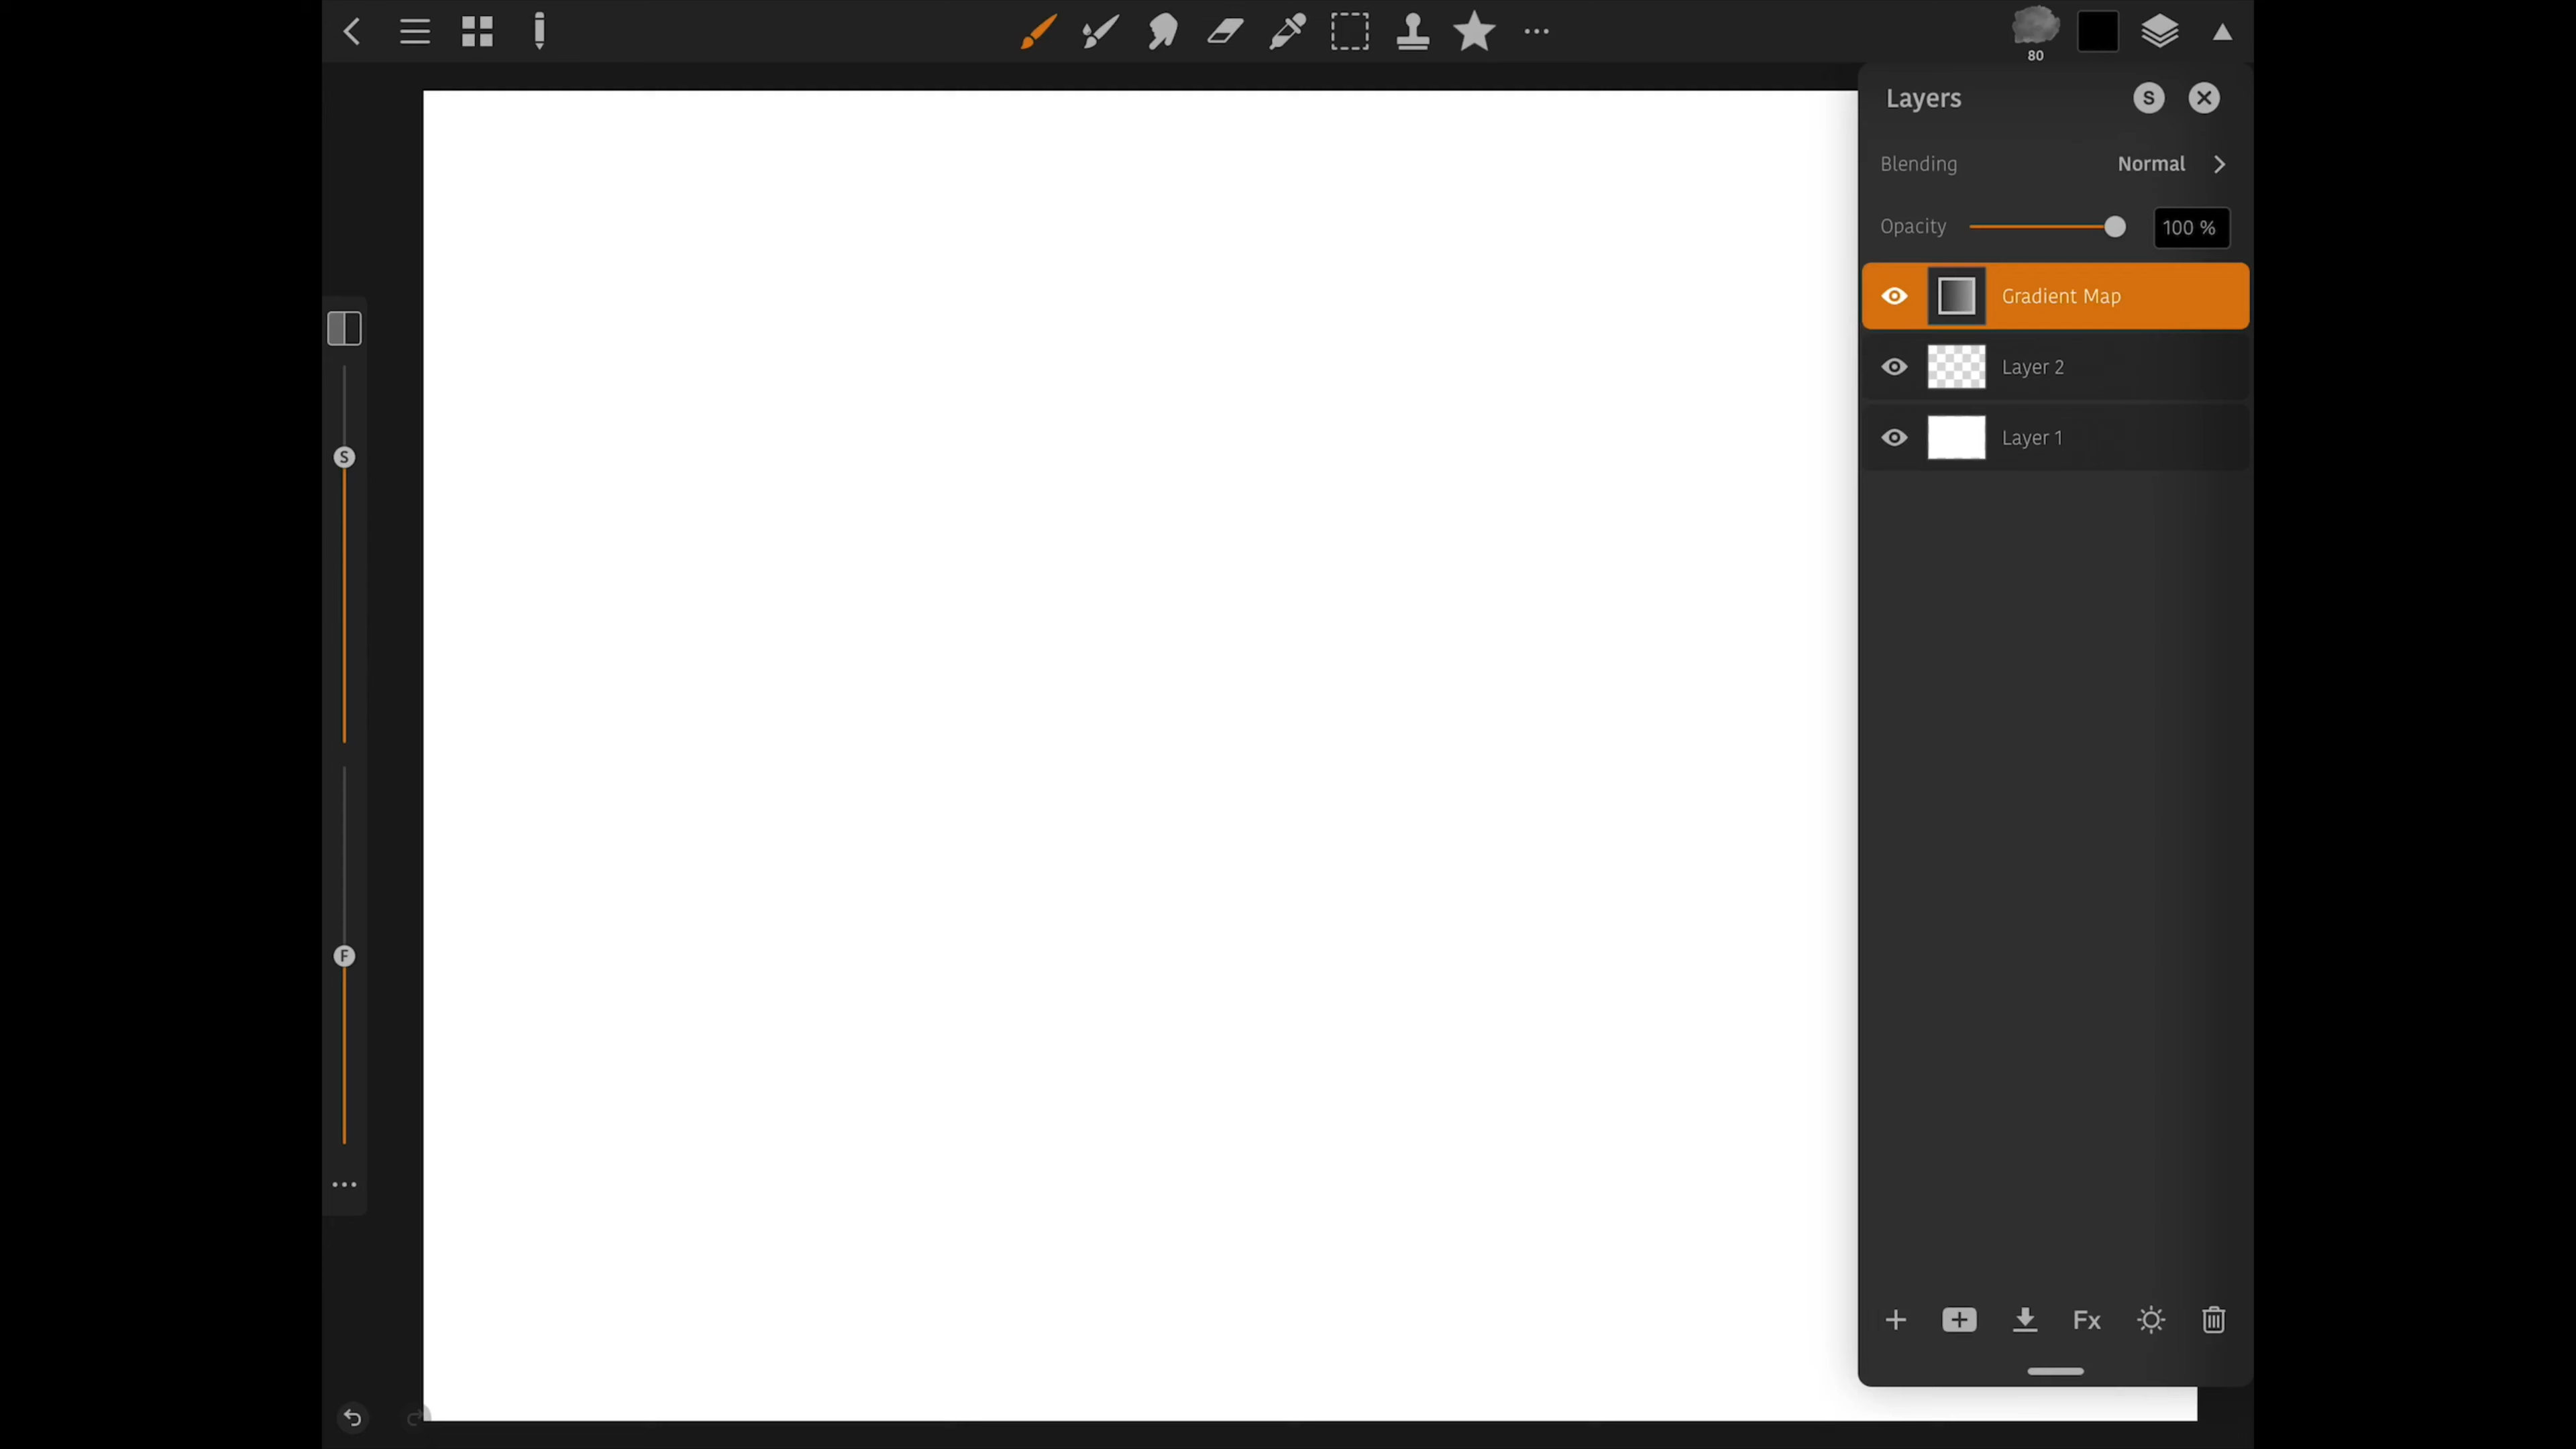 80
Layers
S
Blending
Normal
Opacity
100 %
Gradient Map
Layer 2
Layer 1
S
F
Fx